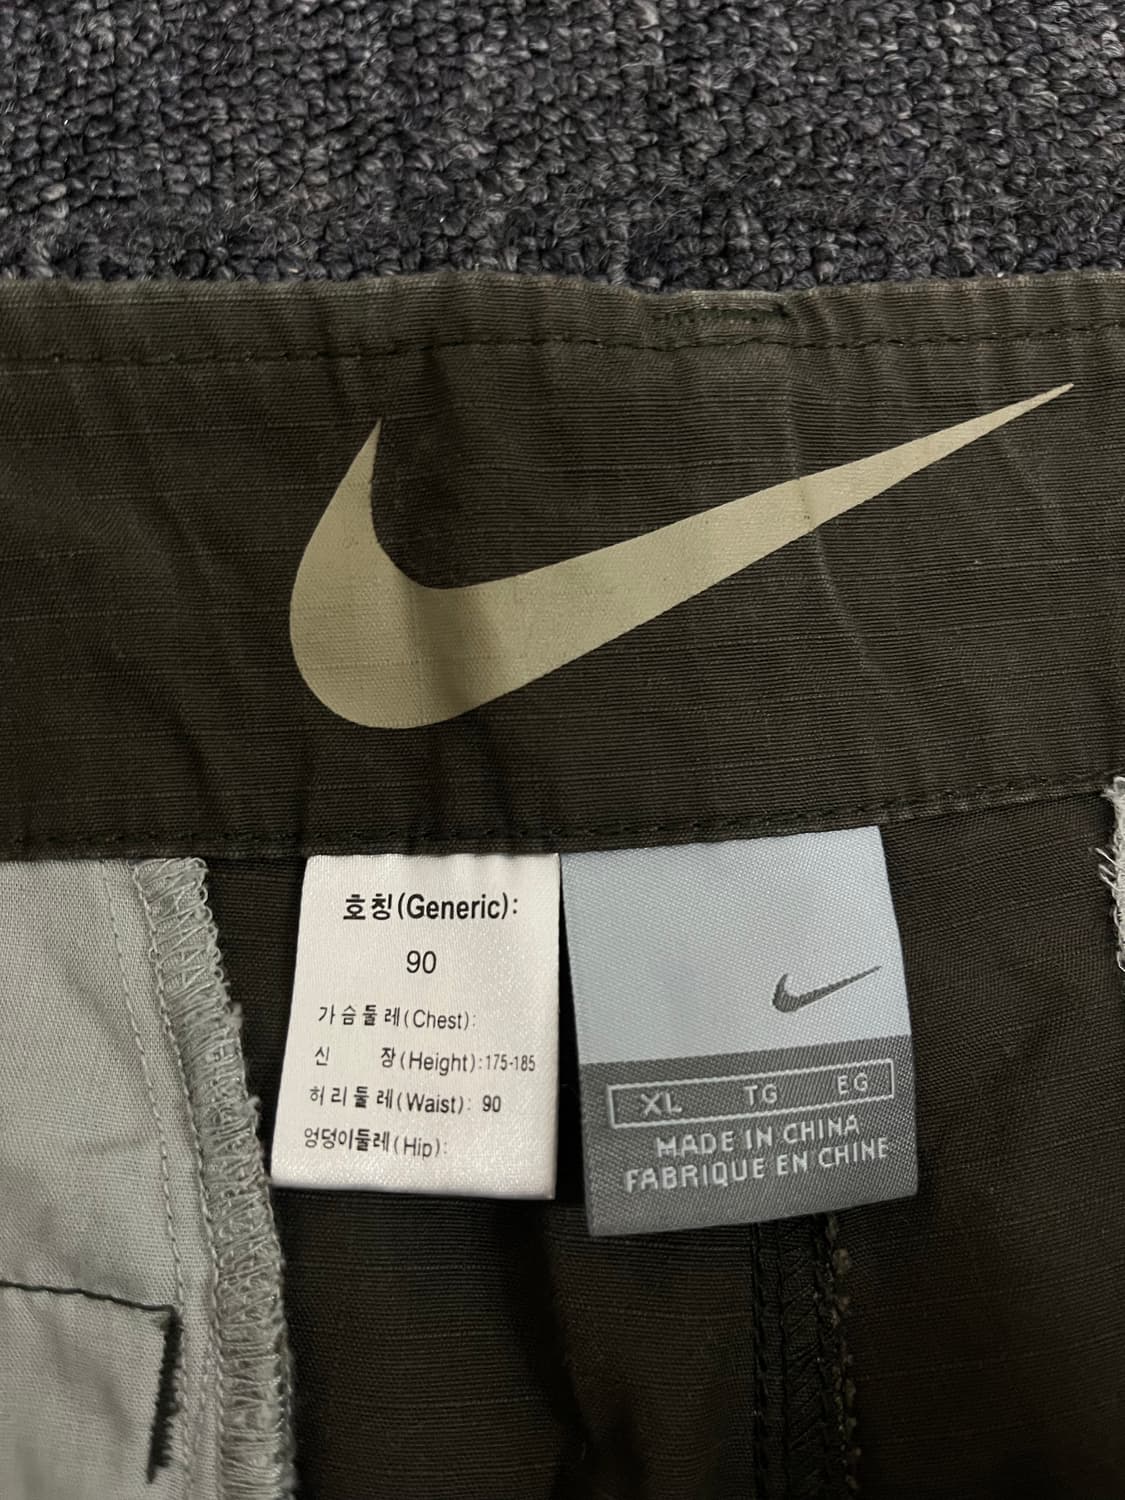 호칭(Generic):
90
가슴둘레(Chest):
신 장(Height):175-185
허리둘레(Waist): 90
엉덩이둘레(Hip):
XL TG EG
MADE IN CHINA
FABRIQUE EN CHINE